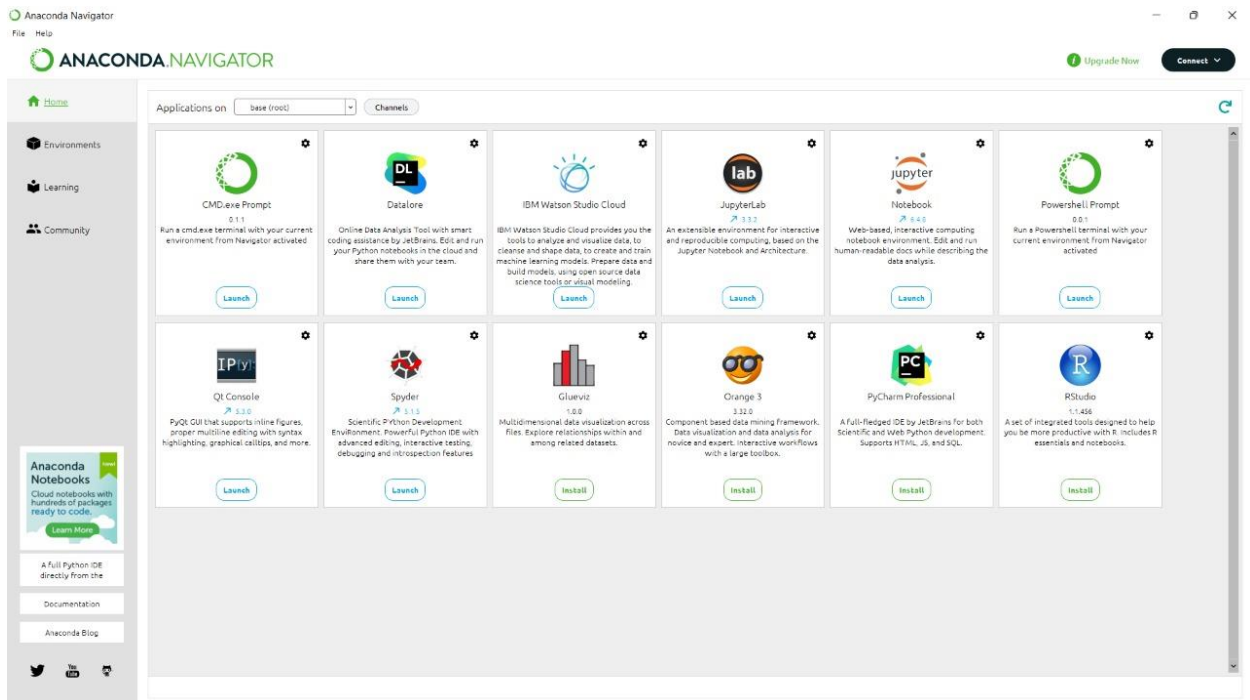 Anaconda Navigator
File Help
ANACONDA.NAVIGATOR
Upgrade Now
Connect
Home
Environments
Learning
Community
Applications on base (root) Channels
CMD.exe Prompt
0.1.1
Run a cmd.exe terminal with your current
environment from Navigator activated
Launch
DL
Datalore
Online Data Analysis Tool with smart
coding assistance by JetBrains. Edit and run
your Python notebooks in the cloud and
share them with your team.
Launch
IBM Watson Studio Cloud
IBM Watson Studio Cloud provides you the
tools to analyze and visualize data, to
cleanse and shape data, to create and train
machine learning models. Prepare data and
build models, using open source data
science tools or visual modeling.
Launch
lab
JupyterLab
3.3.2
An extensible environment for interactive
and reproducible computing, based on the
Jupyter Notebook and Architecture.
Launch
jupyter
Notebook
6.4.8
Web-based, interactive computing
notebook environment. Edit and run
human-readable docs while describing the
data analysis.
Launch
Powershell Prompt
0.0.1
Run a Powershell terminal with your
current environment from Navigator
activated
Launch
IP[y]:
Qt Console
5.3.0
PyQt GUI that supports inline figures,
proper multiline editing with syntax
highlighting, graphical calltips, and more.
Launch
Spyder
5.1.5
Scientific PYthon Development
EnviRonment. Powerful Python IDE with
advanced editing, interactive testing,
debugging and introspection features
Launch
Glueviz
1.0.0
Multidimensional data visualization across
files. Explore relationships within and
among related datasets.
Install
Orange 3
3.32.0
Component based data mining framework.
Data visualization and data analysis for
novice and expert. Interactive workflows
with a large toolbox.
Install
PC
PyCharm Professional
A full-fledged IDE by JetBrains for both
Scientific and Web Python development.
Supports HTML, JS, and SQL.
Install
R
RStudio
1.1.456
A set of integrated tools designed to help
you be more productive with R. Includes R
essentials and notebooks.
Install
Anaconda
Notebooks
New!
Cloud notebooks with
hundreds of packages
ready to code.
Learn More
A full Python IDE
directly from the
Documentation
Anaconda Blog
You
Tube